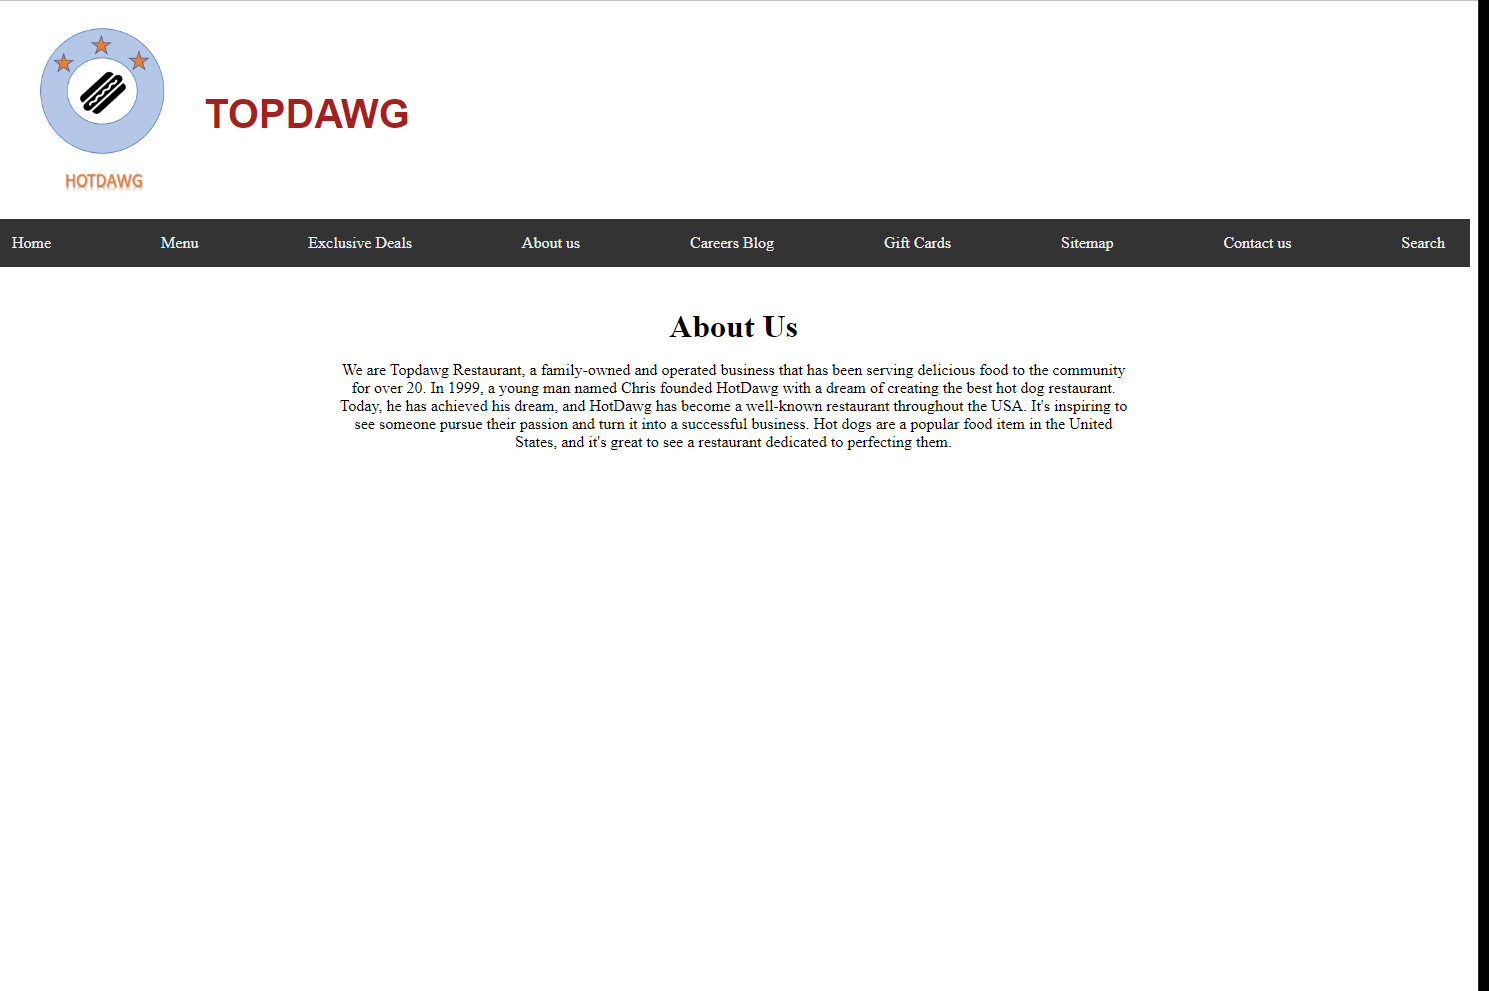 TOPDAWG
HOTDAWG
Home Menu Exclusive Deals About us Careers Blog Gift Cards Sitemap Contact us Search
About Us
We are Topdawg Restaurant, a family-owned and operated business that has been serving delicious food to the community
for over 20. In 1999, a young man named Chris founded HotDawg with a dream of creating the best hot dog restaurant.
Today, he has achieved his dream, and HotDawg has become a well-known restaurant throughout the USA. It's inspiring to
see someone pursue their passion and turn it into a successful business. Hot dogs are a popular food item in the United
States, and it's great to see a restaurant dedicated to perfecting them.